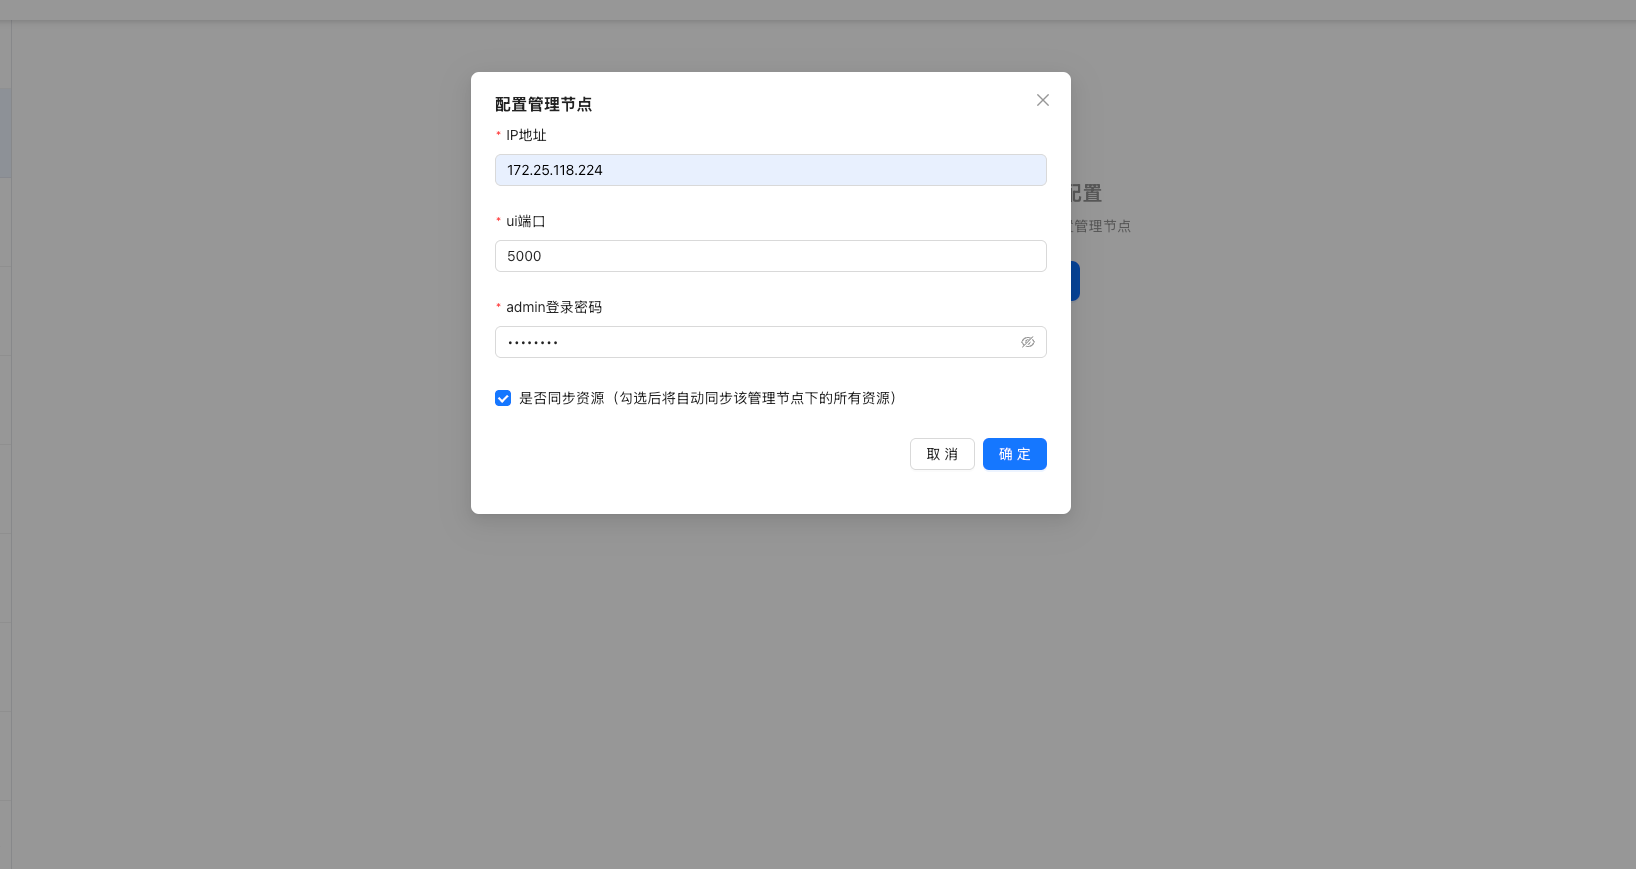 配置管理节点
* IP地址
172.25.118.224
* ui端口
5000
* admin登录密码
••••••••
是否同步资源（勾选后将自动同步该管理节点下的所有资源）
取 消
确 定
配置
管理节点